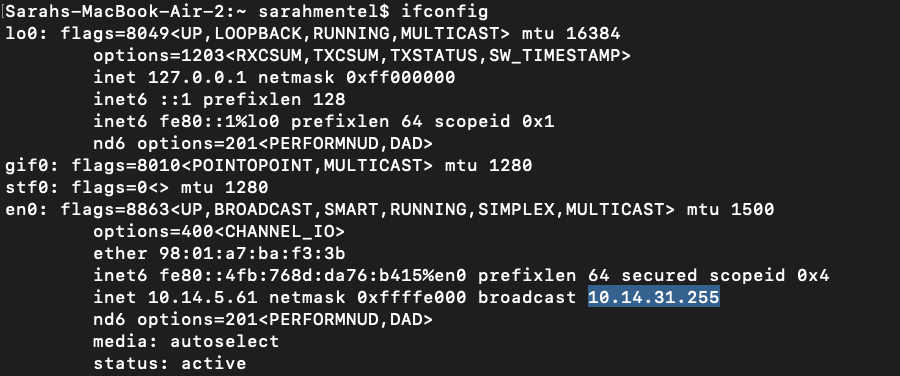 Sarahs-MacBook-Air-2:~ sarahmentel$ ifconfig
lo0: flags=8049<UP,LOOPBACK,RUNNING,MULTICAST> mtu 16384
options=1203<RXCSUM,TXCSUM,TXSTATUS,SW_TIMESTAMP>
inet 127.0.0.1 netmask 0xff000000
inet6 ::1 prefixlen 128
inet6 fe80::1%lo0 prefixlen 64 scopeid 0x1
nd6 options=201<PERFORMNUD,DAD>
gif0: flags=8010<POINTOPOINT,MULTICAST> mtu 1280
stf0: flags=0<> mtu 1280
en0: flags=8863<UP,BROADCAST,SMART,RUNNING,SIMPLEX,MULTICAST> mtu 1500
options=400<CHANNEL_IO>
ether 98:01:a7:ba:f3:3b
inet6 fe80::4fb:768d:da76:b415%en0 prefixlen 64 secured scopeid 0x4
inet 10.14.5.61 netmask 0xffffe000 broadcast 10.14.31.255
nd6 options=201<PERFORMNUD,DAD>
media: autoselect
status: active